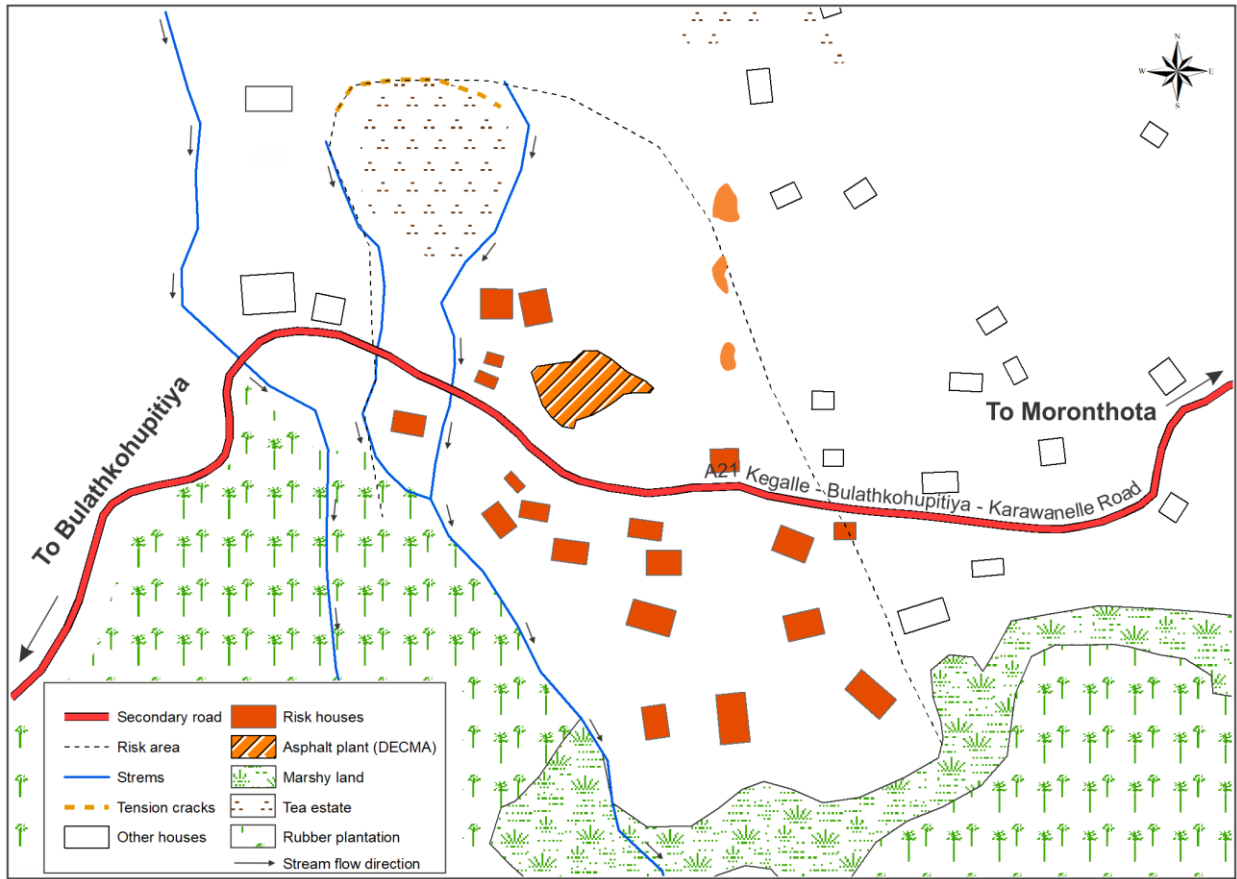 N
W E
S
To Bulathkohupitiya
To Moronthota
A21 Kegalle - Bulathkohupitiya - Karawanelle Road
Secondary road
Risk houses
Risk area
Asphalt plant (DECMA)
Strems
Marshy land
Tension cracks
Tea estate
Other houses
Rubber plantation
Stream flow direction